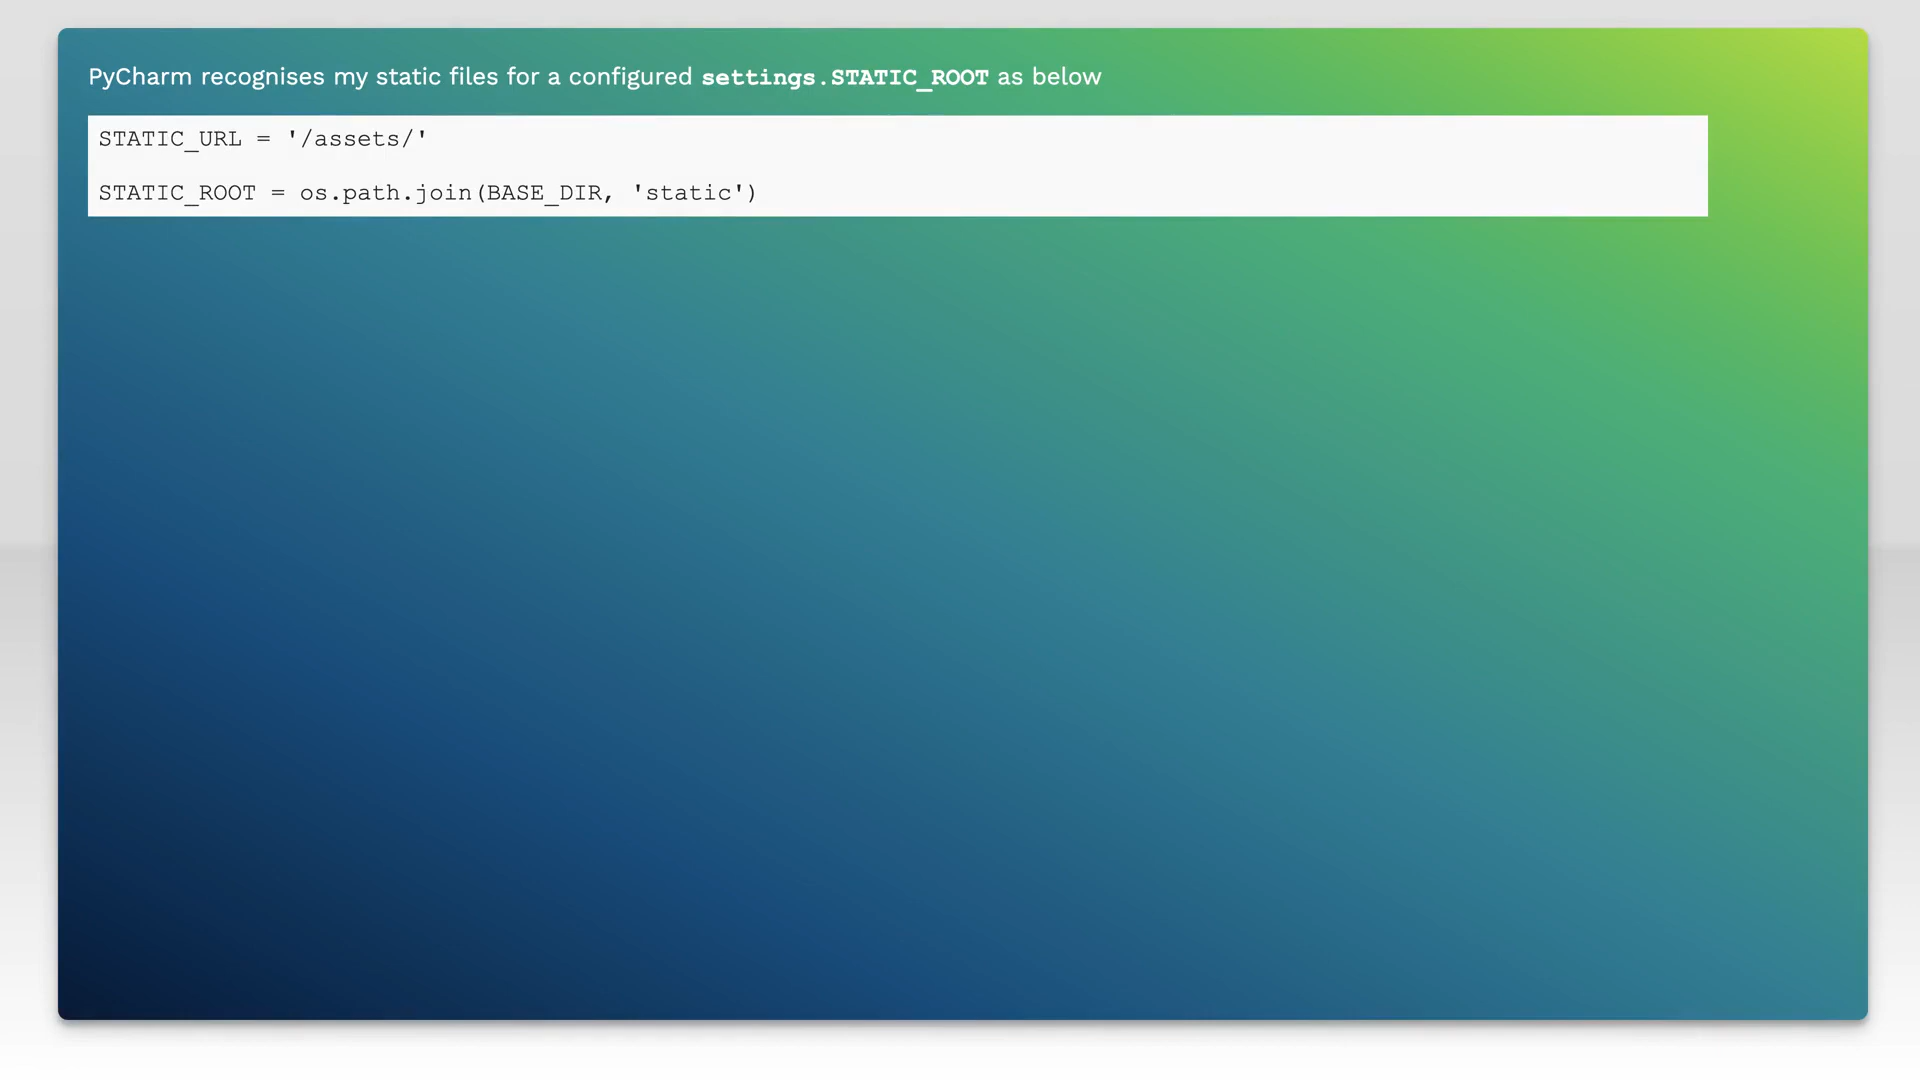 PyCharm recognises my static files for a configured settings.STATIC_ROOT as below
STATIC_URL = '/assets/'
STATIC_ROOT = os.path.join(BASE_DIR, 'static')